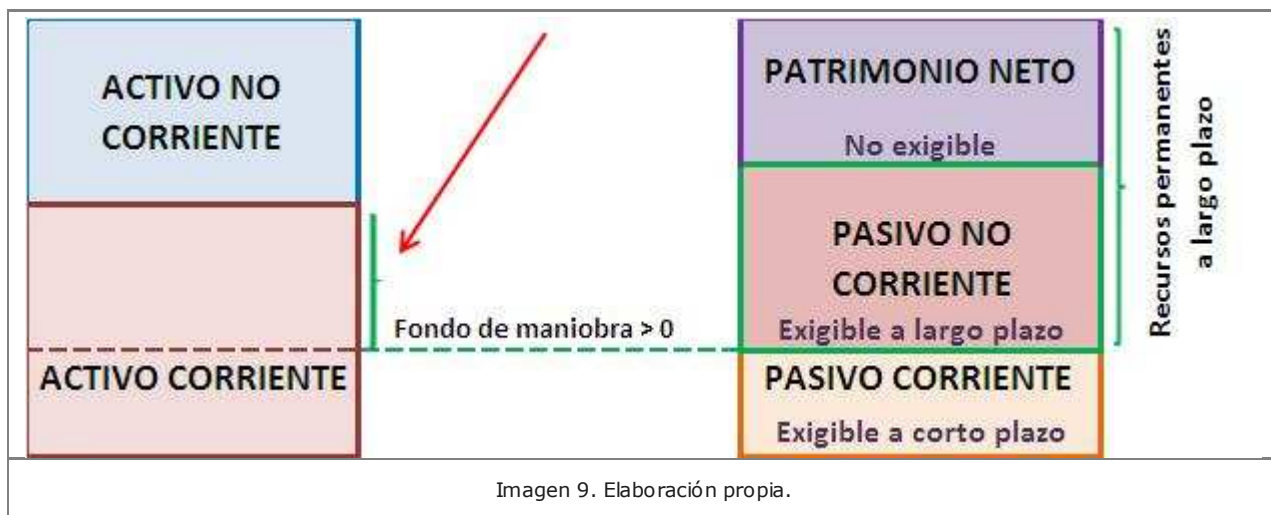 ACTIVO NO
CORRIENTE
Fondo de maniobra > 0
ACTIVO CORRIENTE
PATRIMONIO NETO
No exigible
PASIVO NO
CORRIENTE
Exigible a largo plazo
PASIVO CORRIENTE
Exigible a corto plazo
Recursos permanentes
a largo plazo
Imagen 9. Elaboración propia.